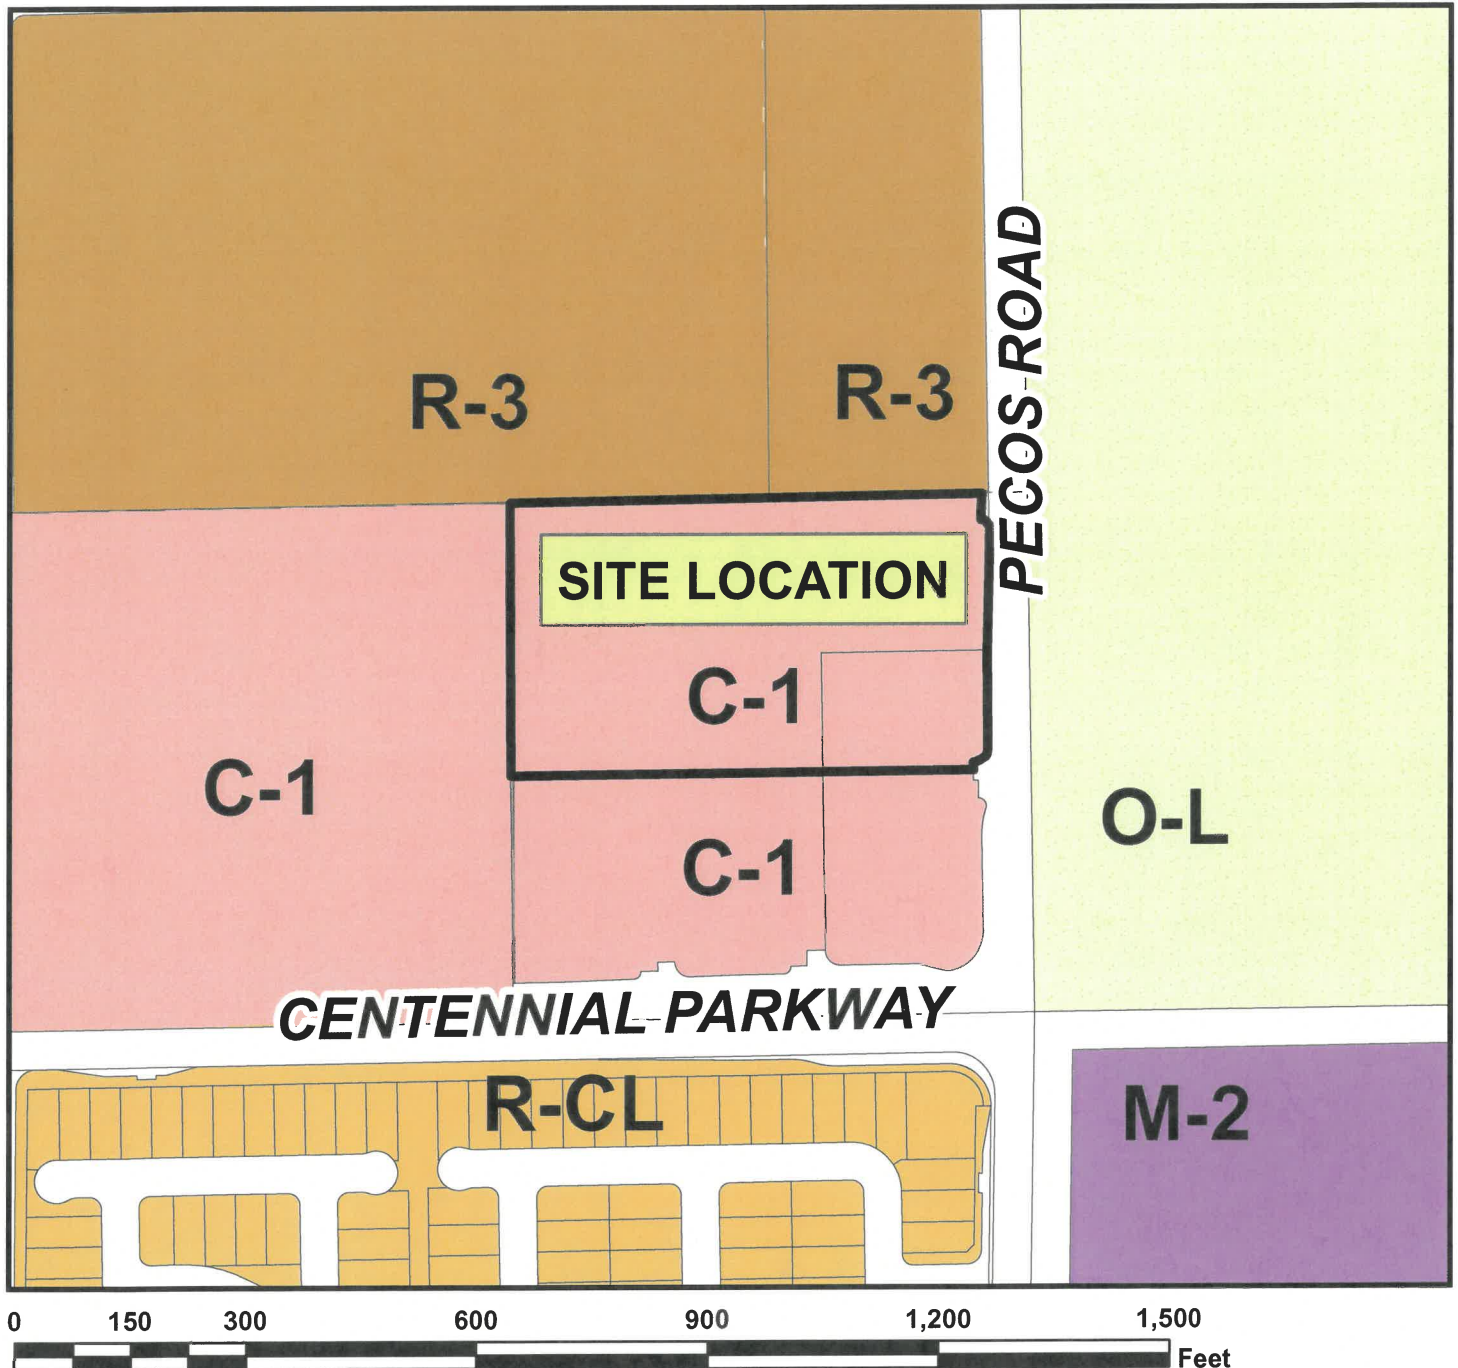 R-3
R-3
PECOS ROAD
SITE LOCATION
C-1
C-1
O-L
C-1
CENTENNIAL PARKWAY
R-CL
M-2
0 150 300 600 900 1,200 1,500
Feet